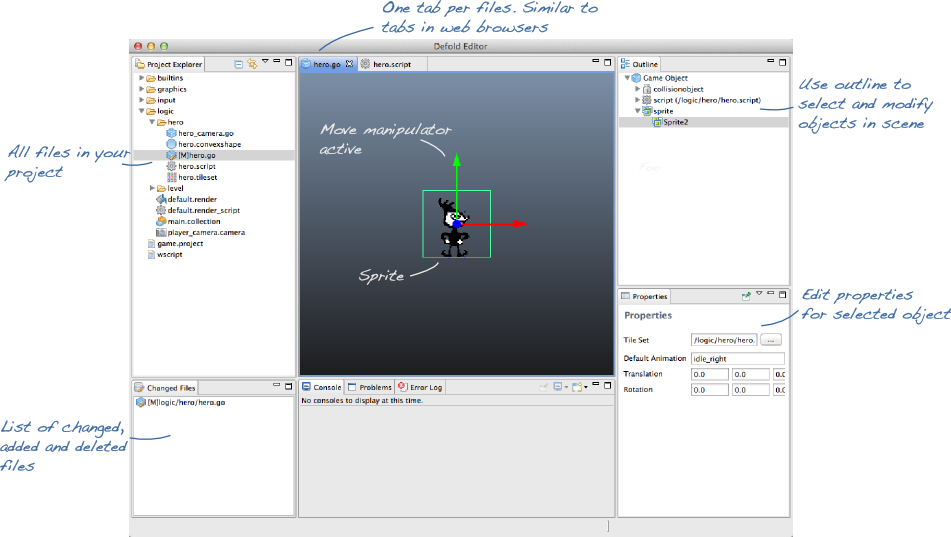 One tab per files. Similar to
tabs in web browsers
Defold Editor
Project Explorer
builtins
graphics
input
logic
hero
hero_camera.go
hero.convexshape
[M]hero.go
hero.script
hero.tileset
level
default.render
default.render_script
main.collection
player_camera.camera
game.project
wscript
All files in your
project
hero.go
hero.script
Move manipulator
active
Sprite
Outline
Game Object
collisionobject
script (/logic/hero/hero.script)
sprite
Sprite2
Use outline to
select and modify
objects in scene
Properties
Properties
Tile Set
/logic/hero/hero.
...
Default Animation
idle_right
Translation
0.0
0.0
0.0
Rotation
0.0
0.0
0.0
Edit properties
for selected object
Changed Files
[M]logic/hero/hero.go
List of changed,
added and deleted
files
Console
Problems
Error Log
No consoles to display at this time.